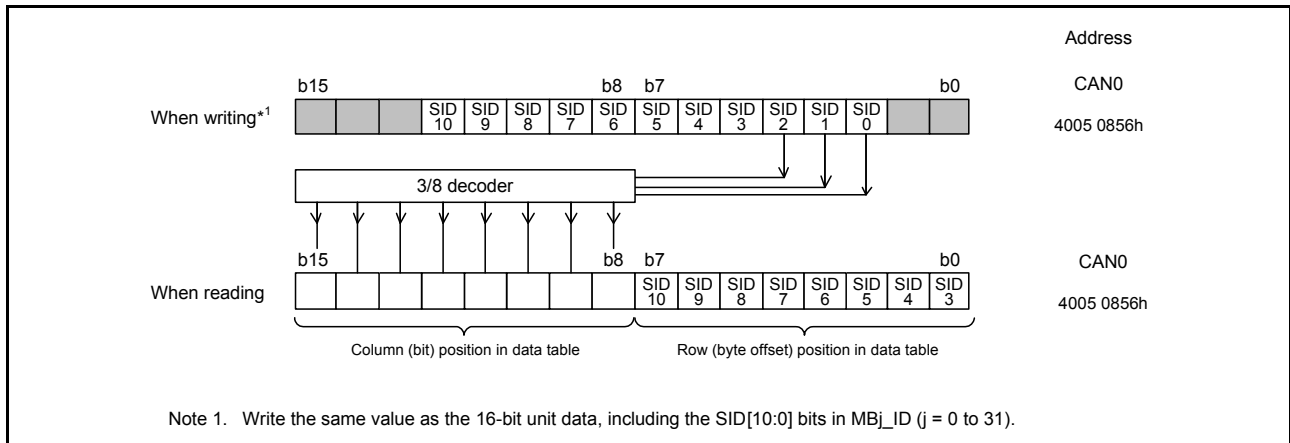 Address
b15 b8 b7 b0 CAN0
When writing*1 SID 10 SID 9 SID 8 SID 7 SID 6 SID 5 SID 4 SID 3 SID 2 SID 1 SID 0 4005 0856h
3/8 decoder
b15 b8 b7 b0 CAN0
When reading SID 10 SID 9 SID 8 SID 7 SID 6 SID 5 SID 4 SID 3 4005 0856h
Column (bit) position in data table Row (byte offset) position in data table
Note 1. Write the same value as the 16-bit unit data, including the SID[10:0] bits in MBj_ID (j = 0 to 31).